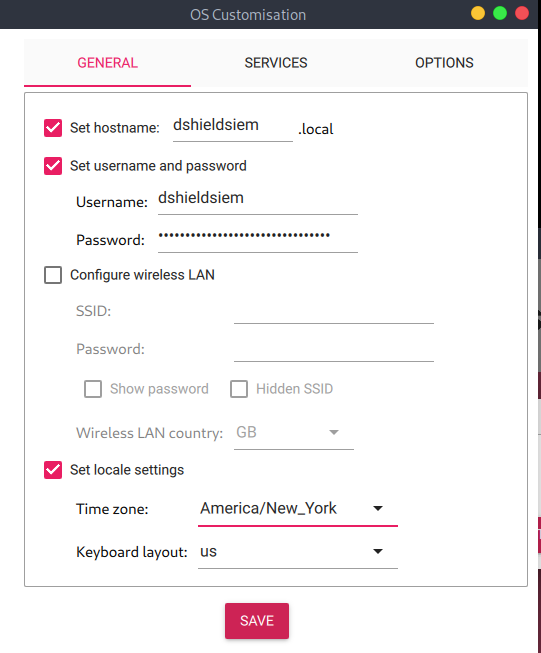 OS Customisation
GENERAL SERVICES OPTIONS
Set hostname: dshieldsiem .local
Set username and password
Username: dshieldsiem
Password: ••••••••••••••••••••••••••••••••
Configure wireless LAN
SSID:
Password:
Show password Hidden SSID
Wireless LAN country: GB
Set locale settings
Time zone: America/New_York
Keyboard layout: us
SAVE